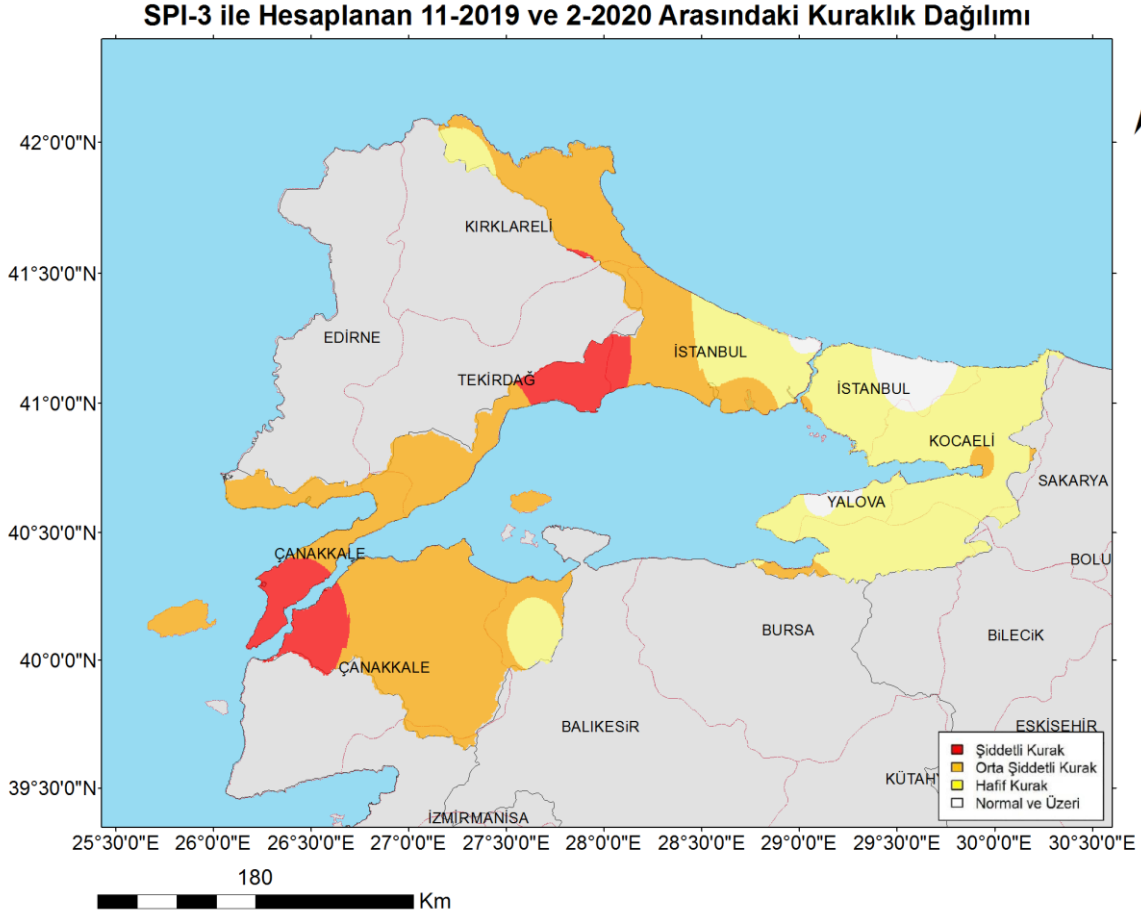 SPI-3 ile Hesaplanan 11-2019 ve 2-2020 Arasındaki Kuraklık Dağılımı
42°0'0"N
KIRKLARELİ
41°30'0"N
EDİRNE
İSTANBUL
TEKİRDAĞ
İSTANBUL
41°0'0"N
KOCAELİ
SAKARYA
YALOVA
40°30'0"N
ÇANAKKALE
BOLU
BURSA
BİLECİK
40°0'0"N
ÇANAKKALE
BALIKESİR
ESKİSEHİR
Şiddetli Kurak
Orta Şiddetli Kurak
Hafif Kurak
Normal ve Üzeri
KÜTAHY
39°30'0"N
İZMİRMANİSA
25°30'0"E 26°0'0"E 26°30'0"E 27°0'0"E 27°30'0"E 28°0'0"E 28°30'0"E 29°0'0"E 29°30'0"E 30°0'0"E 30°30'0"E
180
Km